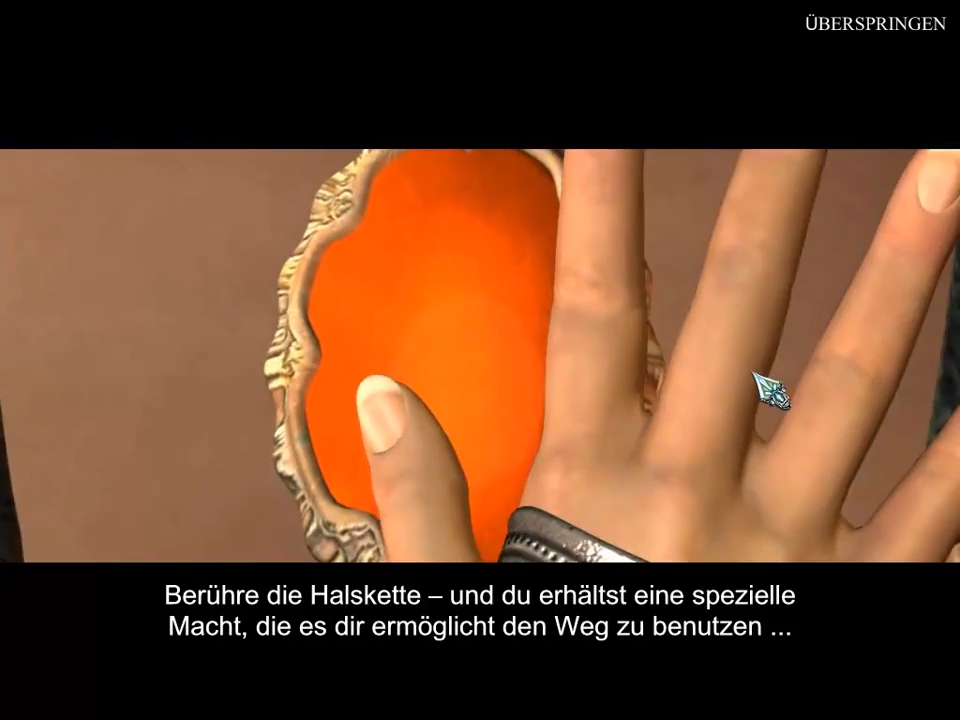 ÜBERSPRINGEN
Berühre die Halskette – und du erhältst eine spezielle
Macht, die es dir ermöglicht den Weg zu benutzen ...